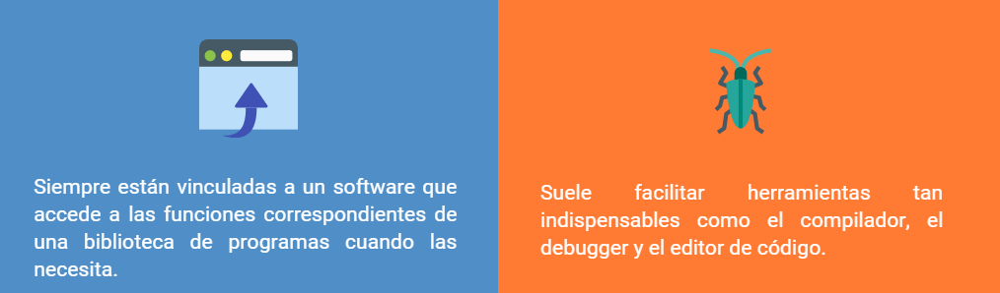 Siempre están vinculadas a un software que
accede a las funciones correspondientes de
una biblioteca de programas cuando las
necesita.
Suele facilitar herramientas tan
indispensables como el compilador, el
debugger y el editor de código.